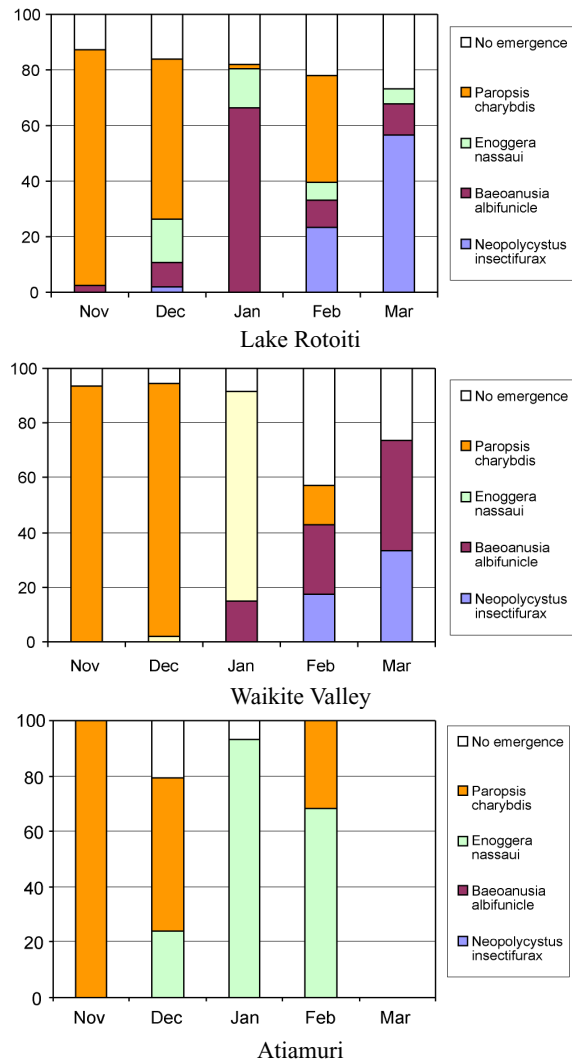 100
80
60
40
20
0
Nov Dec Jan Feb Mar
No emergence
Paropsis
charybdis
Enoggera
nassaui
Baeoanusia
albifunicle
Neopolycystus
insectifurax
Lake Rotoiti
100
80
60
40
20
0
Nov Dec Jan Feb Mar
No emergence
Paropsis
charybdis
Enoggera
nassaui
Baeoanusia
albifunicle
Neopolycystus
insectifurax
Waikite Valley
100
80
60
40
20
0
Nov Dec Jan Feb Mar
No emergence
Paropsis
charybdis
Enoggera
nassaui
Baeoanusia
albifunicle
Neopolycystus
insectifurax
Atiamuri